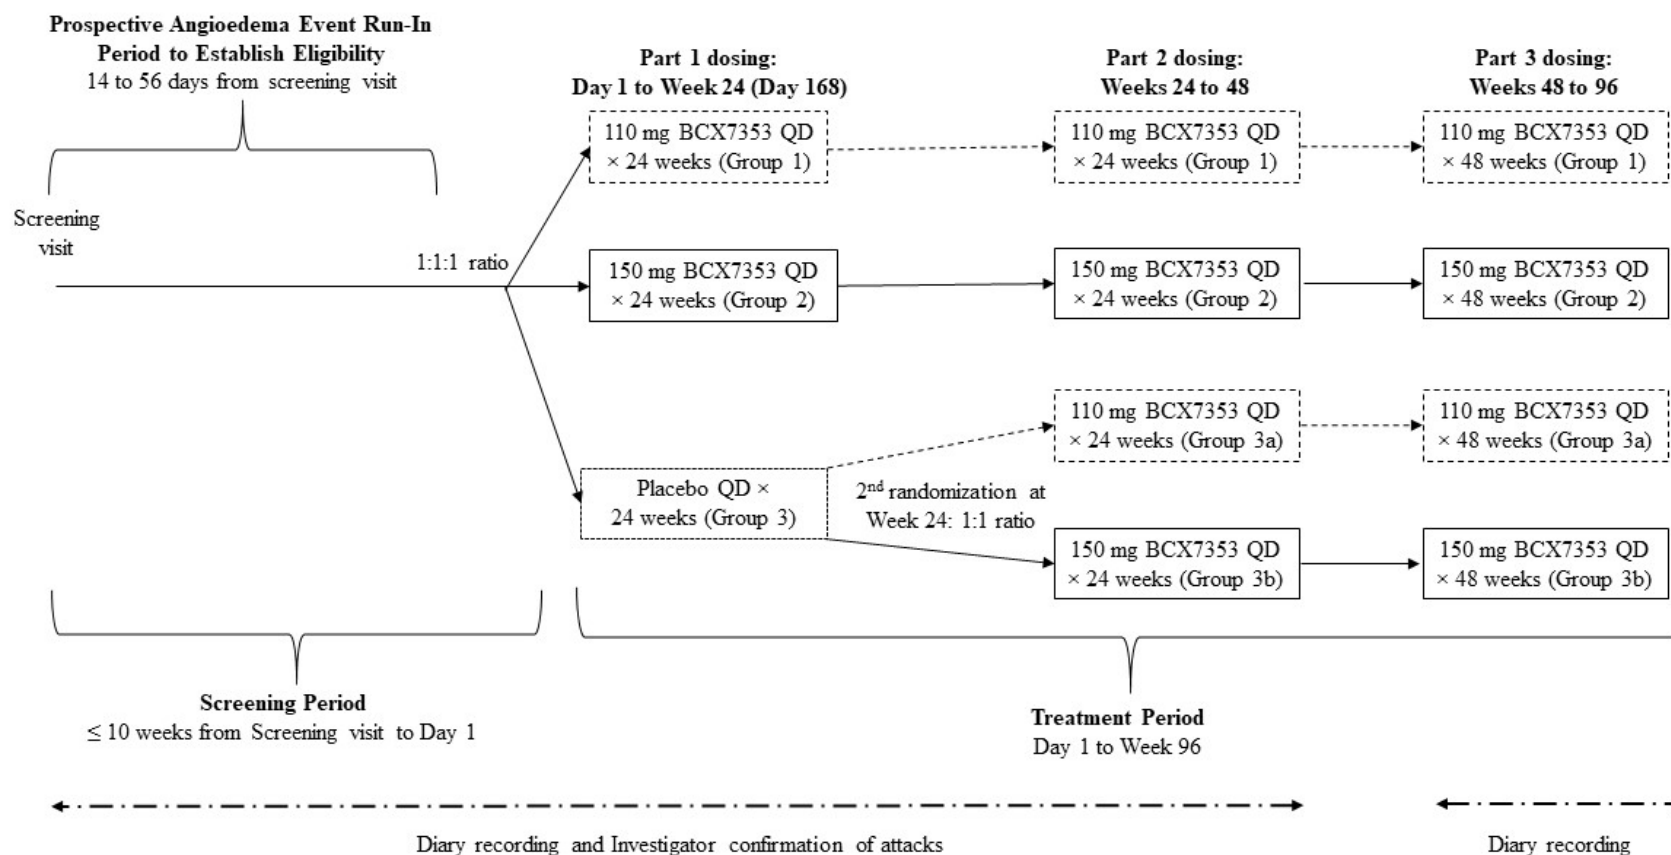 Prospective Angioedema Event Run-In
Period to Establish Eligibility
14 to 56 days from screening visit
Part 1 dosing:
Day 1 to Week 24 (Day 168)
Part 2 dosing:
Weeks 24 to 48
Part 3 dosing:
Weeks 48 to 96
110 mg BCX7353 QD
× 24 weeks (Group 1)
110 mg BCX7353 QD
× 24 weeks (Group 1)
110 mg BCX7353 QD
× 48 weeks (Group 1)
Screening
visit
1:1:1 ratio
150 mg BCX7353 QD
× 24 weeks (Group 2)
150 mg BCX7353 QD
× 24 weeks (Group 2)
150 mg BCX7353 QD
× 48 weeks (Group 2)
110 mg BCX7353 QD
× 24 weeks (Group 3a)
110 mg BCX7353 QD
× 48 weeks (Group 3a)
Placebo QD ×
24 weeks (Group 3)
2nd randomization at
Week 24: 1:1 ratio
150 mg BCX7353 QD
× 24 weeks (Group 3b)
150 mg BCX7353 QD
× 48 weeks (Group 3b)
Screening Period
≤ 10 weeks from Screening visit to Day 1
Treatment Period
Day 1 to Week 96
Diary recording and Investigator confirmation of attacks
Diary recording